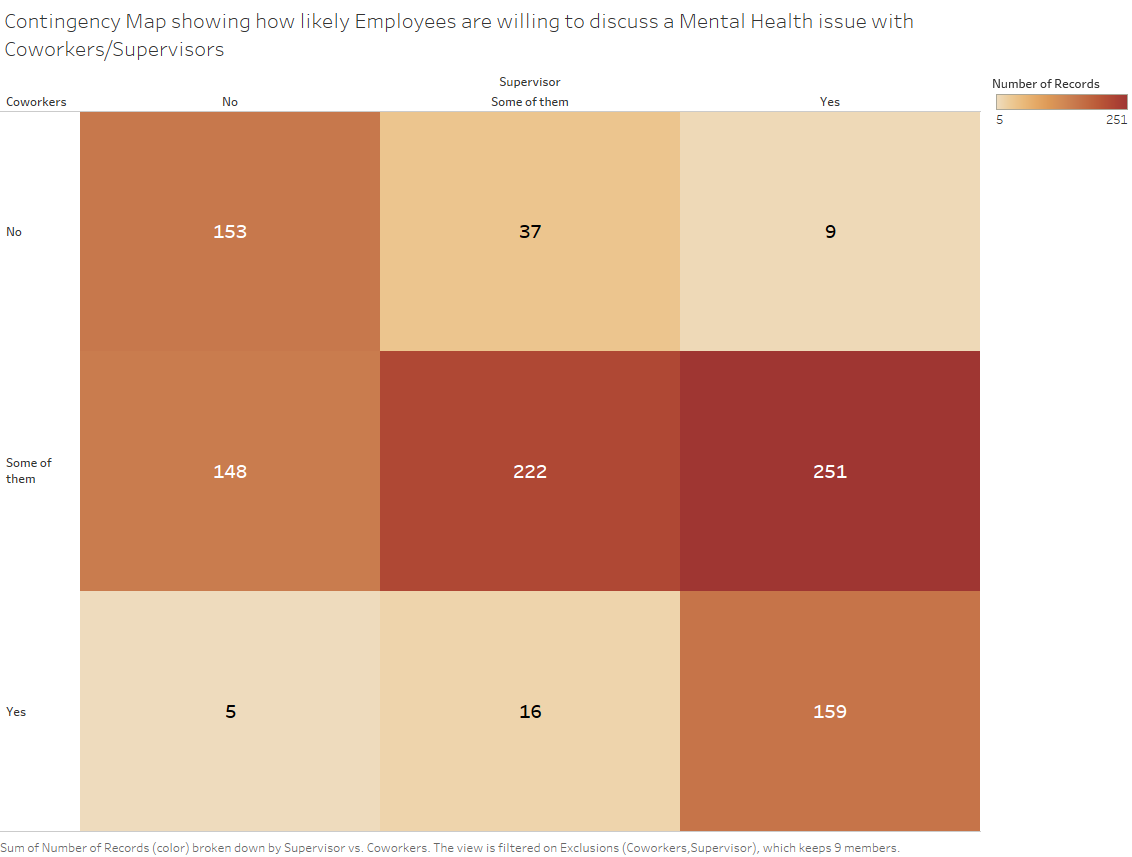 Contingency Map showing how likely Employees are willing to discuss a Mental Health issue with
Coworkers/Supervisors
Supervisor
Coworkers No Some of them Yes
Number of Records
5 251
No 153 37 9
Some of
them 148 222 251
Yes 5 16 159
Sum of Number of Records (color) broken down by Supervisor vs. Coworkers. The view is filtered on Exclusions (Coworkers,Supervisor), which keeps 9 members.